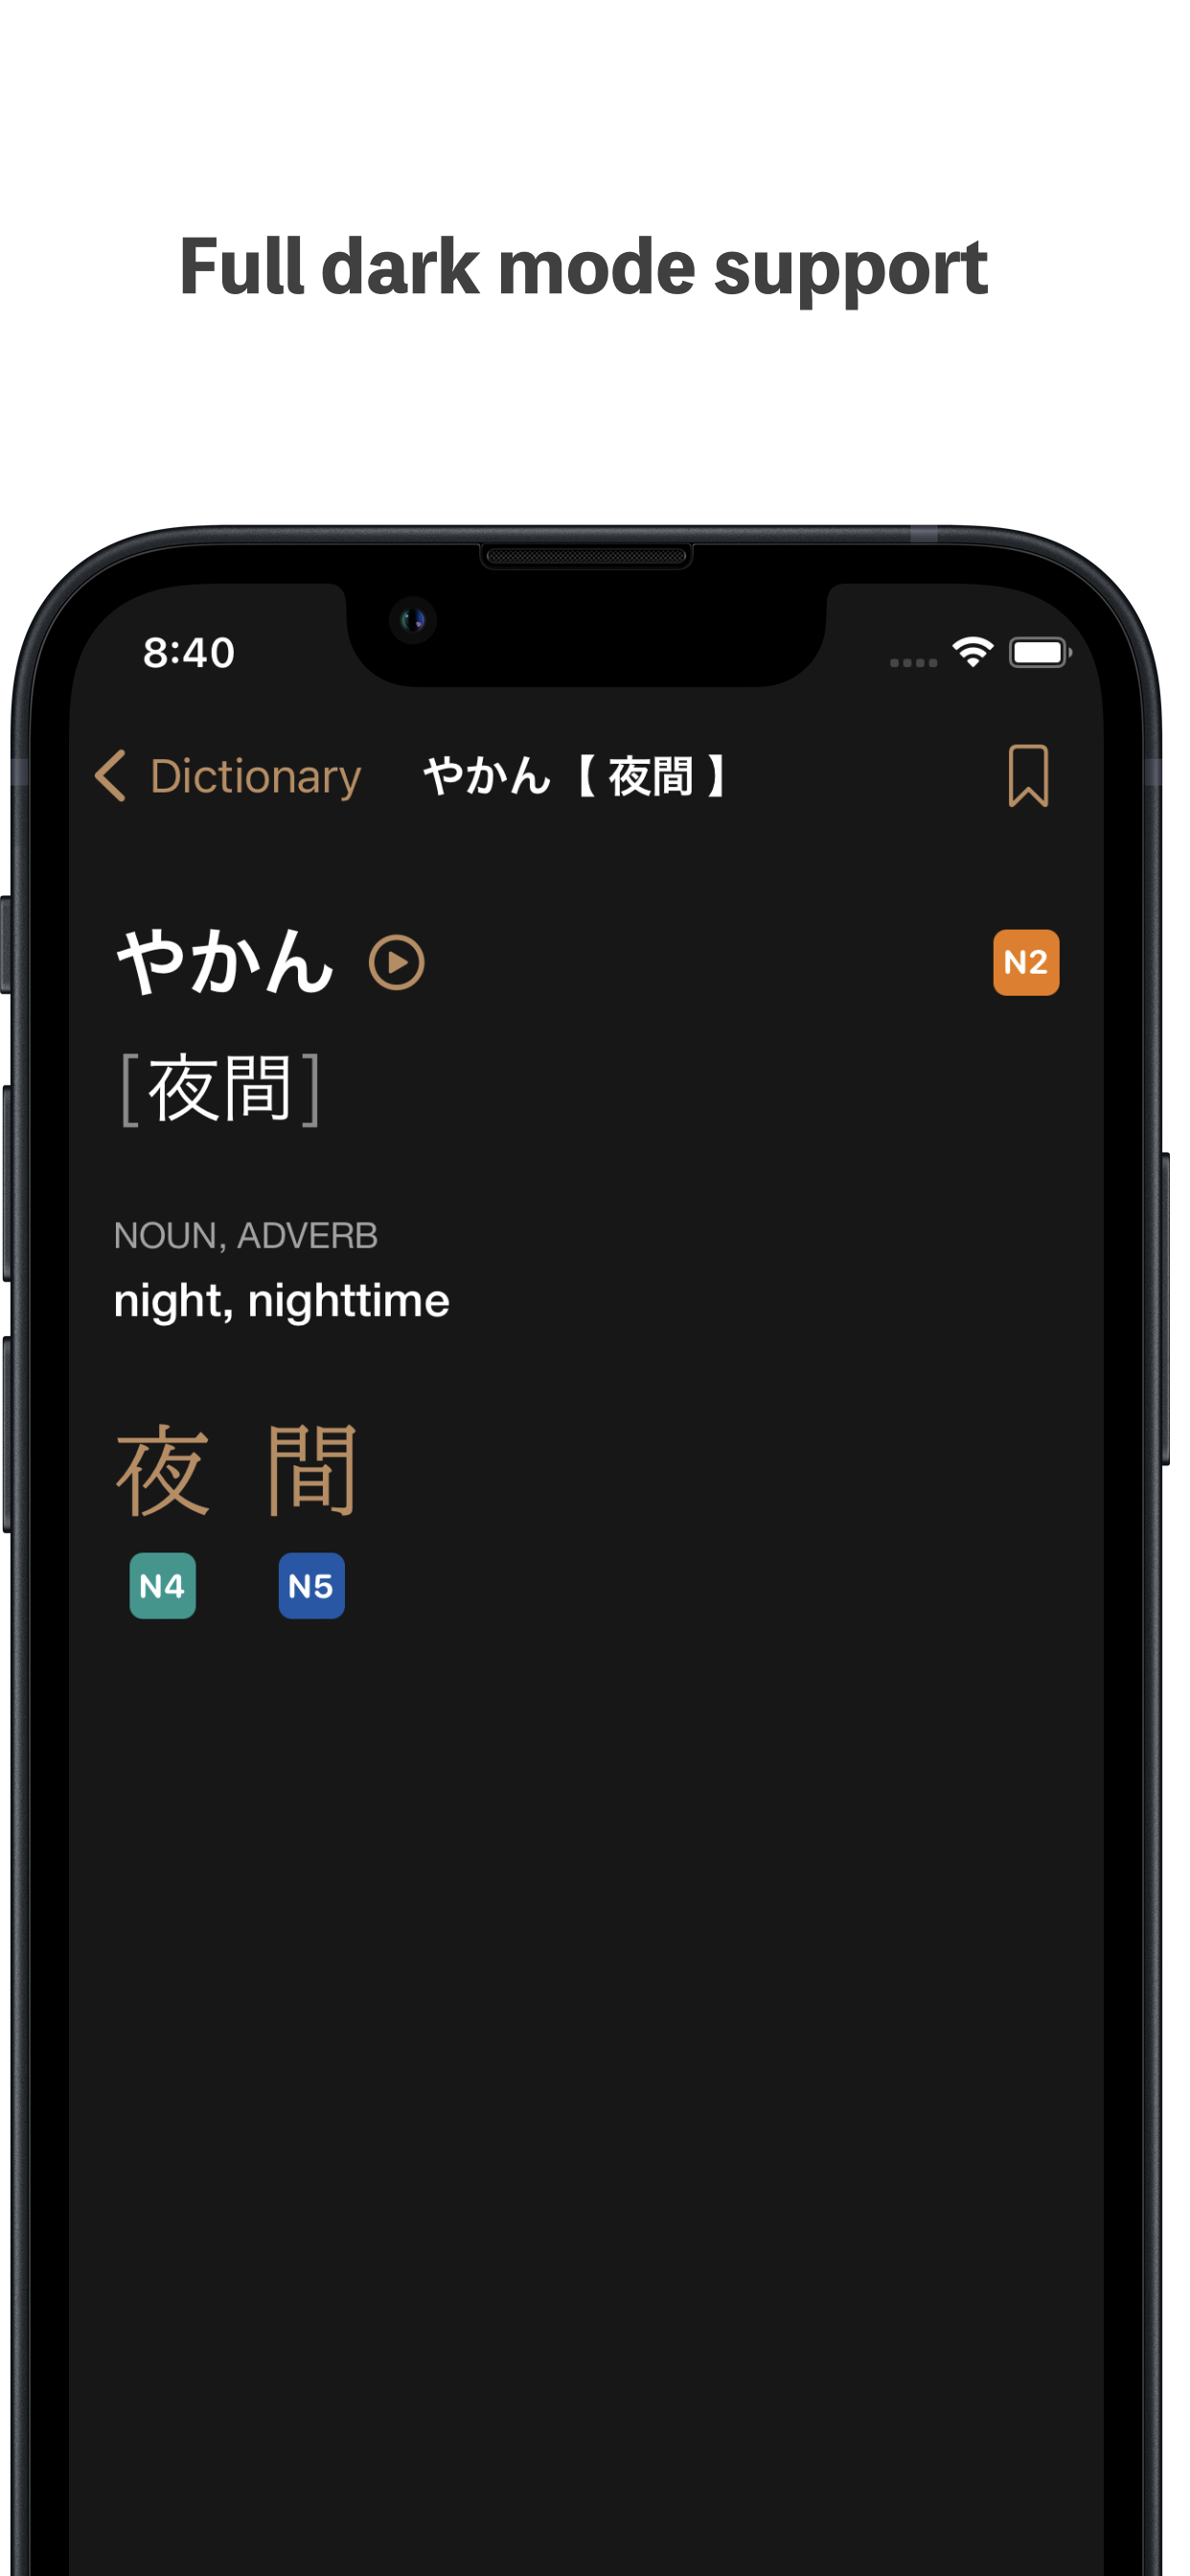 Full dark mode support
8:40
Dictionary やかん【夜間】
やかん N2
[夜間]
NOUN, ADVERB
night, nighttime
夜 間
N4 N5